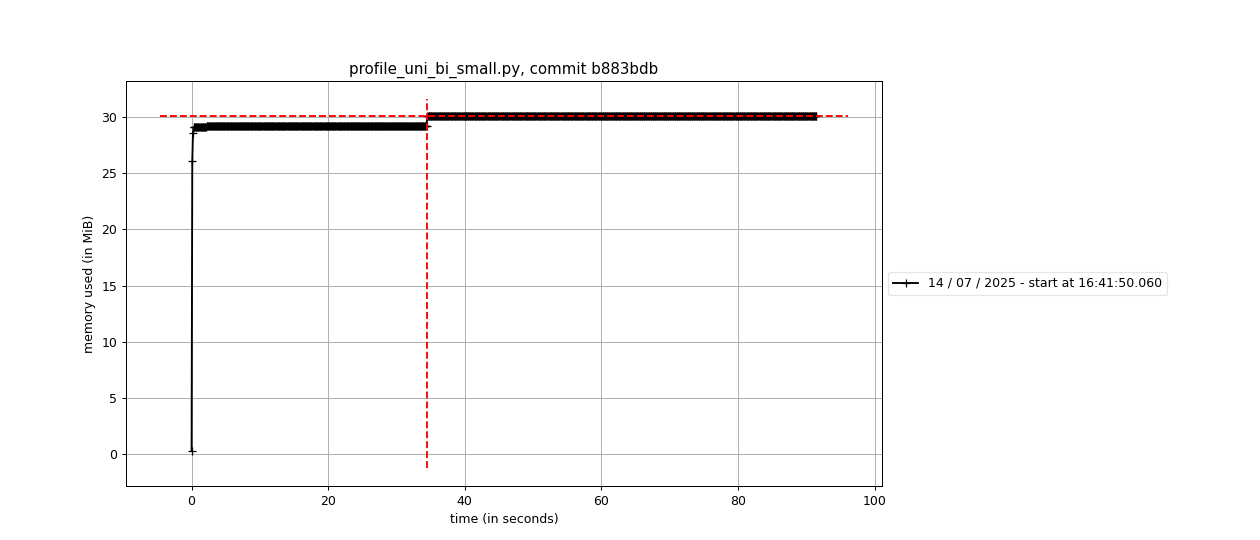 profile_uni_bi_small.py, commit b883bdb
memory used (in MiB)
30
25
20
15
10
5
0
0 20 40 60 80 100
time (in seconds)
14 / 07 / 2025 - start at 16:41:50.060